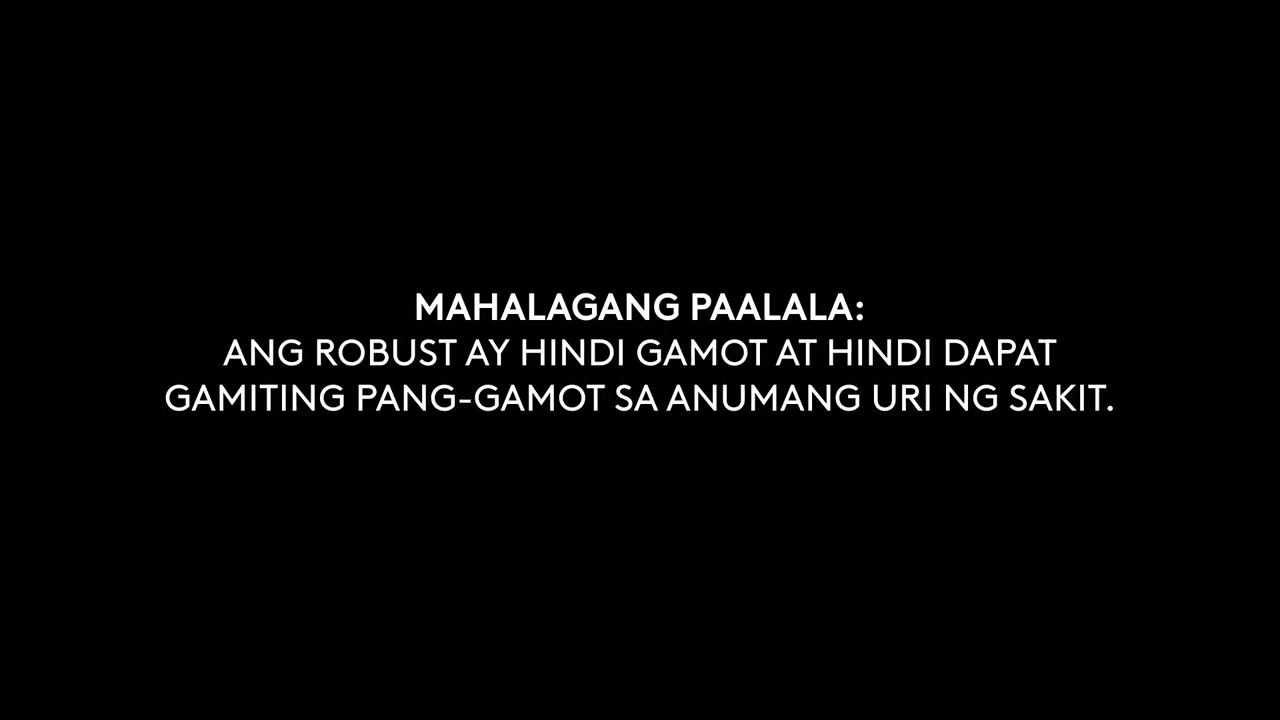 MAHALAGANG PAALALA:
ANG ROBUST AY HINDI GAMOT AT HINDI DAPAT
GAMITING PANG-GAMOT SA ANUMANG URI NG SAKIT.